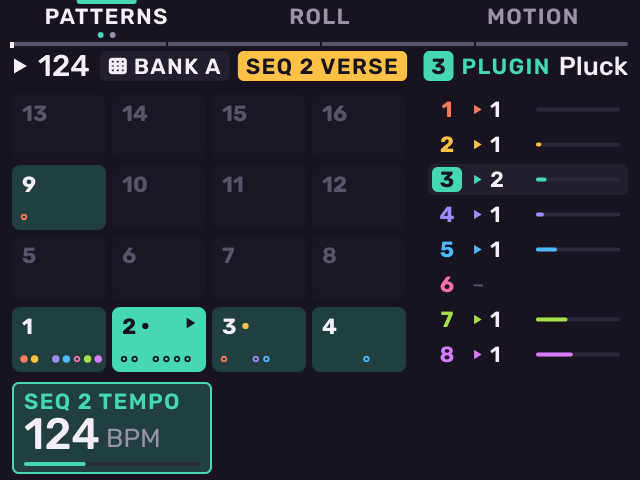 PATTERNS ROLL MOTION
124 BANK A SEQ 2 VERSE 3 PLUGIN Pluck
13 14 15 16
9 10 11 12
5 6 7 8
1 2 3 4
1 1
2 1
3 2
4 1
5 1
6 –
7 1
8 1
SEQ 2 TEMPO
124 BPM